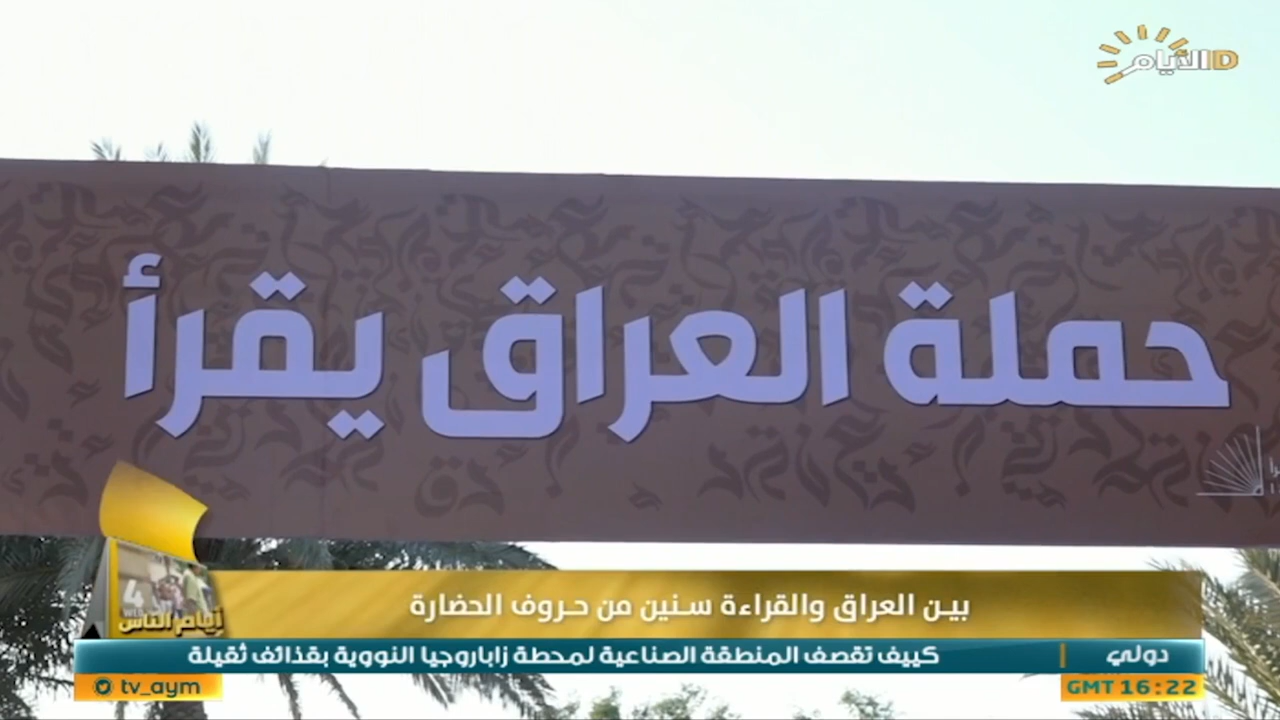 الأيام
حملة العراق يقرأ
أيام الناس
بين العراق والقراءة سنين من حروف الحضارة
دولي
كييف تقصف المنطقة الصناعية لمحطة زاباروجيا النووية بقذائف ثقيلة
tv_aym
GMT 16:22